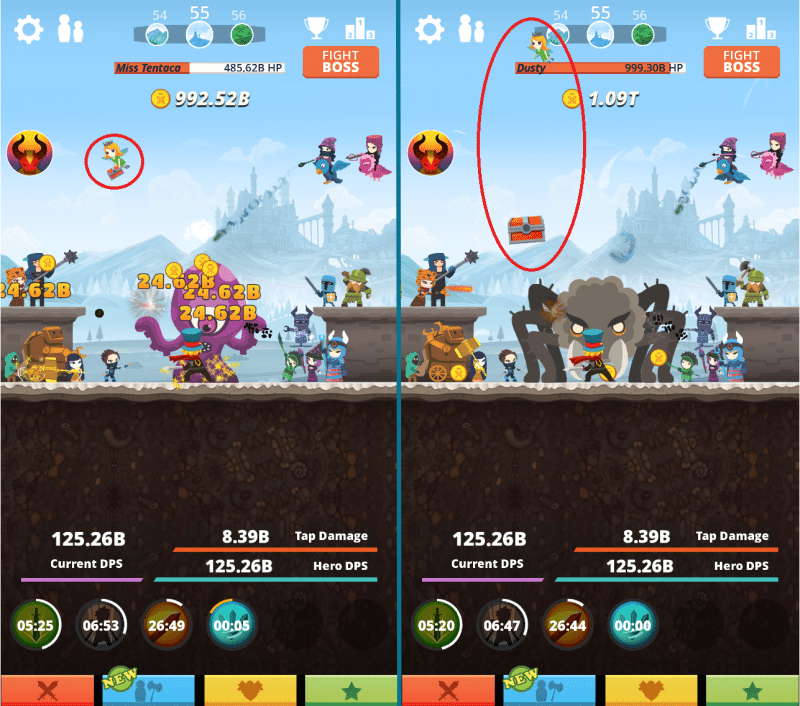 54 55 56
FIGHT
BOSS
Miss Tentaca 485.62B HP
992.52B
24.62B
24.62B
24.62B
24.62B
125.26B 8.39B Tap Damage
Current DPS 125.26B Hero DPS
05:25 06:53 26:49 00:05
NEW
54 55 56
FIGHT
BOSS
Dusty 999.30B HP
1.09T
125.26B 8.39B Tap Damage
Current DPS 125.26B Hero DPS
05:20 06:47 26:44 00:00
NEW